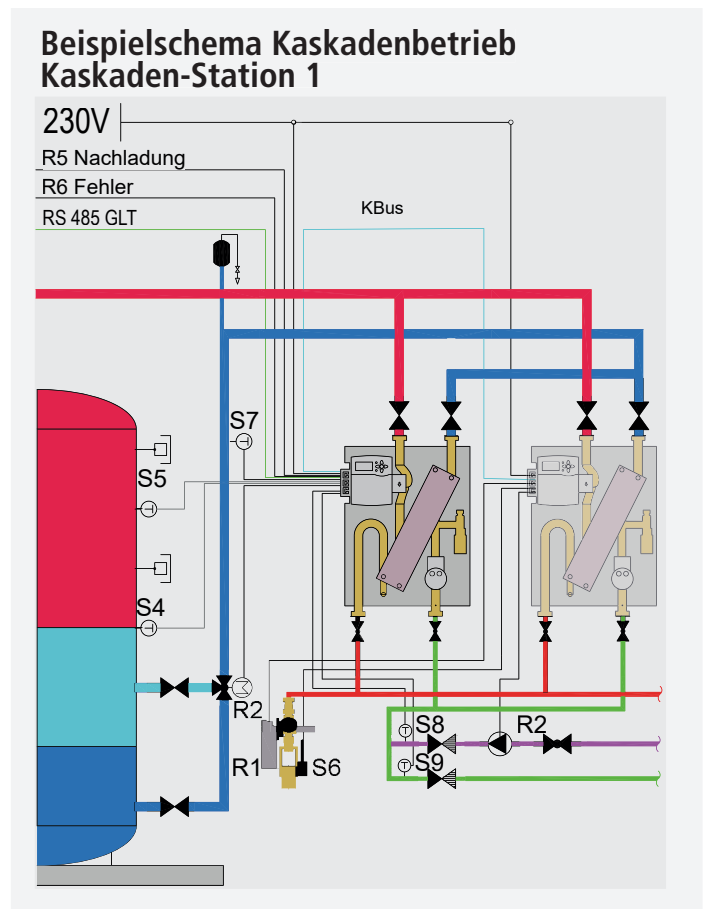 Beispielschema Kaskadenbetrieb
Kaskaden-Station 1
230V
R5 Nachladung
R6 Fehler
RS 485 GLT
KBus
S7
S5
S4
R2
R1
S6
S8
R2
S9
T
T
T
T
T
M